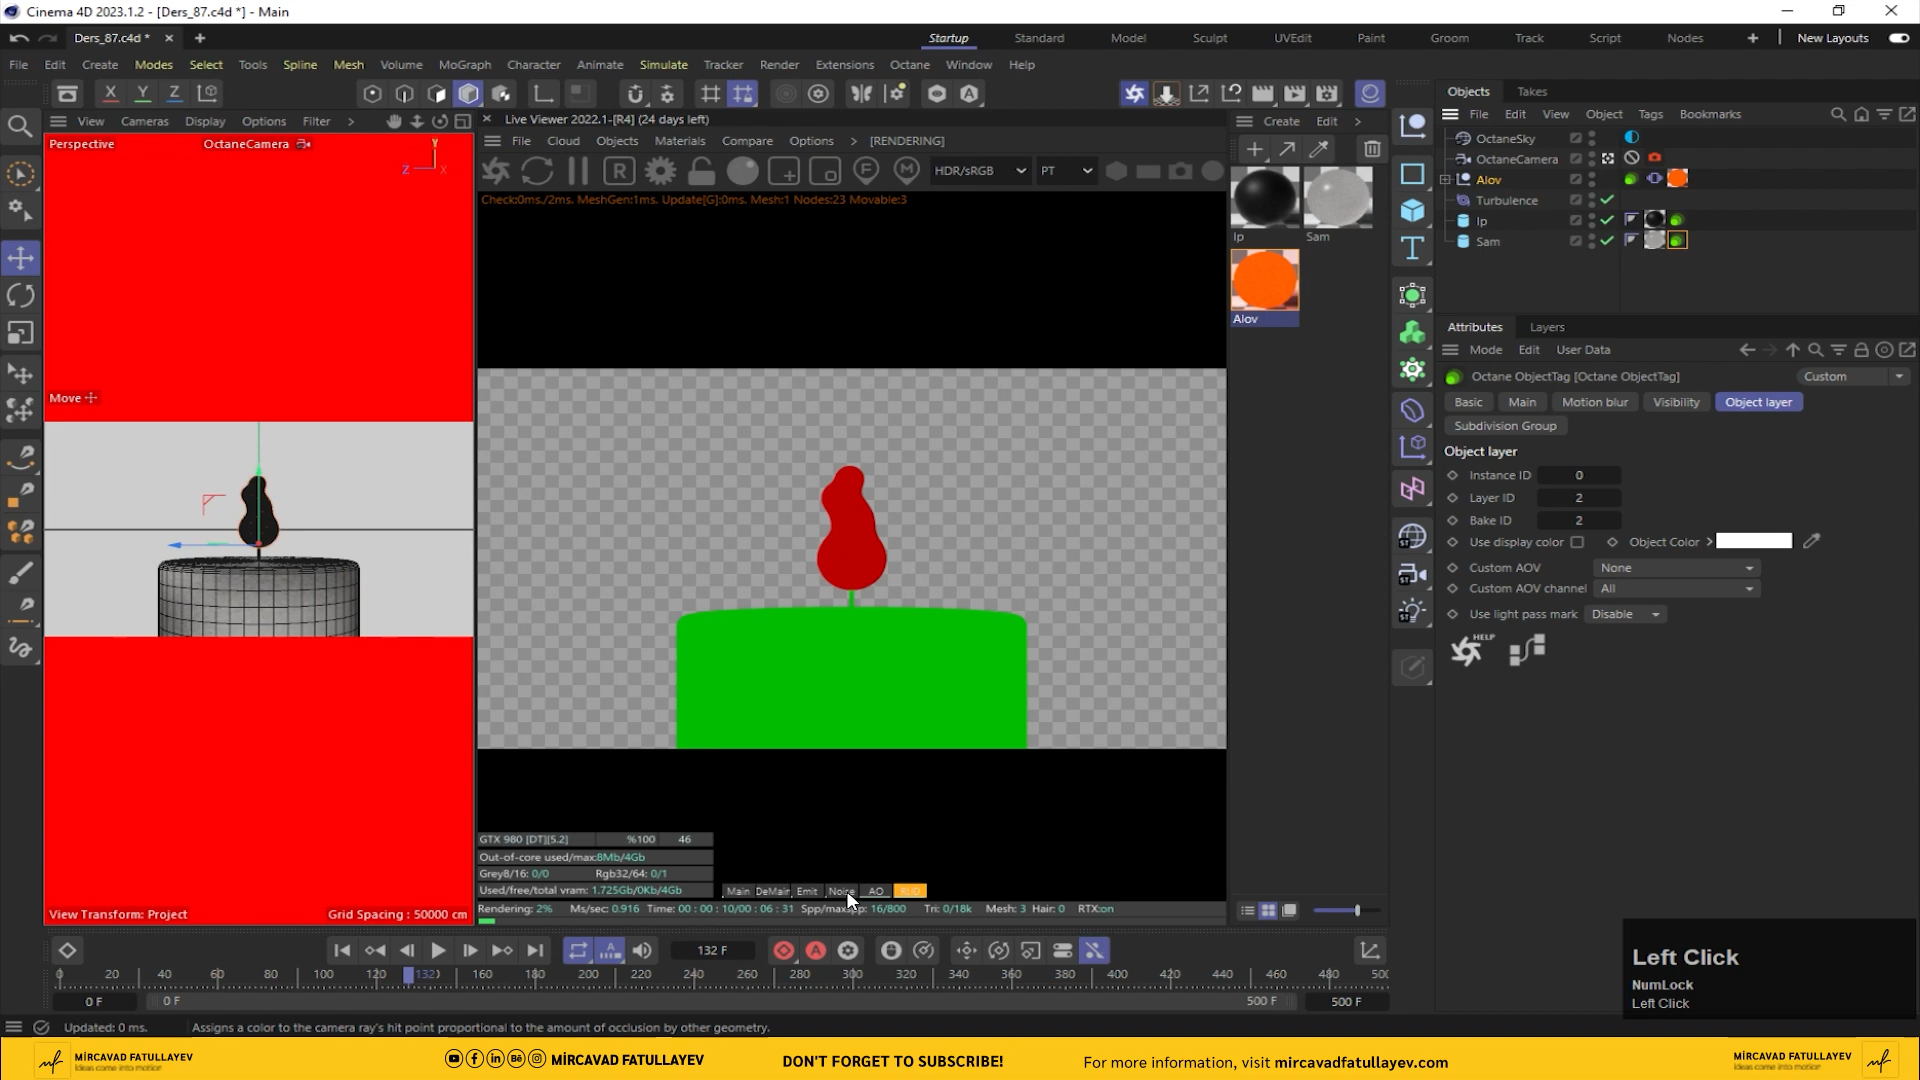 Cinema 4D 2023.1.2 - [Ders_87.c4d *] - Main
Ders_87.c4d *
Startup Standard Model Sculpt UVEdit Paint Groom Track Script Nodes New Layouts
File Edit Create Modes Select Tools Spline Mesh Volume MoGraph Character Animate Simulate Tracker Render Extensions Octane Window Help
X Y Z
View Cameras Display Options Filter
Perspective OctaneCamera
Y
Z X
Move
View Transform: Project Grid Spacing : 50000 cm
Live Viewer 2022.1-[R4] (24 days left)
File Cloud Objects Materials Compare Options [RENDERING]
HDR/sRGB PT
Check:0ms./2ms. MeshGen:1ms. Update[G]:0ms. Mesh:1 Nodes:23 Movable:3
GTX 980 [DT][5.2] %100 46
Out-of-core used/max:8Mb/4Gb
Grey8/16: 0/0 Rgb32/64: 0/1
Used/free/total vram: 1.725Gb/0Kb/4Gb
Main DeMain Emit Noise AO
Rendering: 2% Ms/sec: 0.916 Time: 00 : 00 : 10/00 : 06 : 31 Spp/maxspp: 16/800 Tri: 0/18k Mesh: 3 Hair: 0 RTX:on
Create Edit
Ip Sam
Alov
Objects Takes
File Edit View Object Tags Bookmarks
OctaneSky
OctaneCamera
Alov
Turbulence
Ip
Sam
Attributes Layers
Mode Edit User Data
Octane ObjectTag [Octane ObjectTag] Custom
Basic Main Motion blur Visibility Object layer
Subdivision Group
Object layer
Instance ID 0
Layer ID 2
Bake ID 2
Use display color Object Color
Custom AOV None
Custom AOV channel All
Use light pass mark Disable
HELP
132 F
0 20 40 60 80 100 120 132 160 180 200 220 240 260 280 300 320 340 360 380 400 420 440 460 480 500
0 F 0 F 500 F 500 F
Updated: 0 ms. Assigns a color to the camera ray's hit point proportional to the amount of occlusion by other geometry.
Left Click
NumLock
Left Click
MİRCAVAD FATULLAYEV
Ideas come into motion
MİRCAVAD FATULLAYEV
DON'T FORGET TO SUBSCRIBE!
For more information, visit mircavadfatullayev.com
MİRCAVAD FATULLAYEV
Ideas come into motion